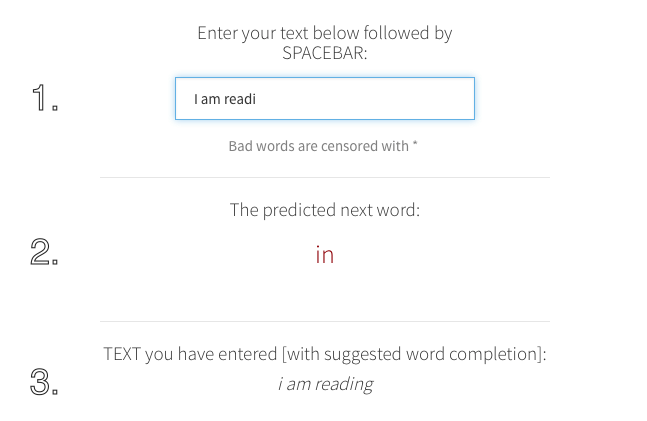 Enter your text below followed by
SPACEBAR:
1.
I am readi
Bad words are censored with *
The predicted next word:
2.
in
TEXT you have entered [with suggested word completion]:
3.
i am reading